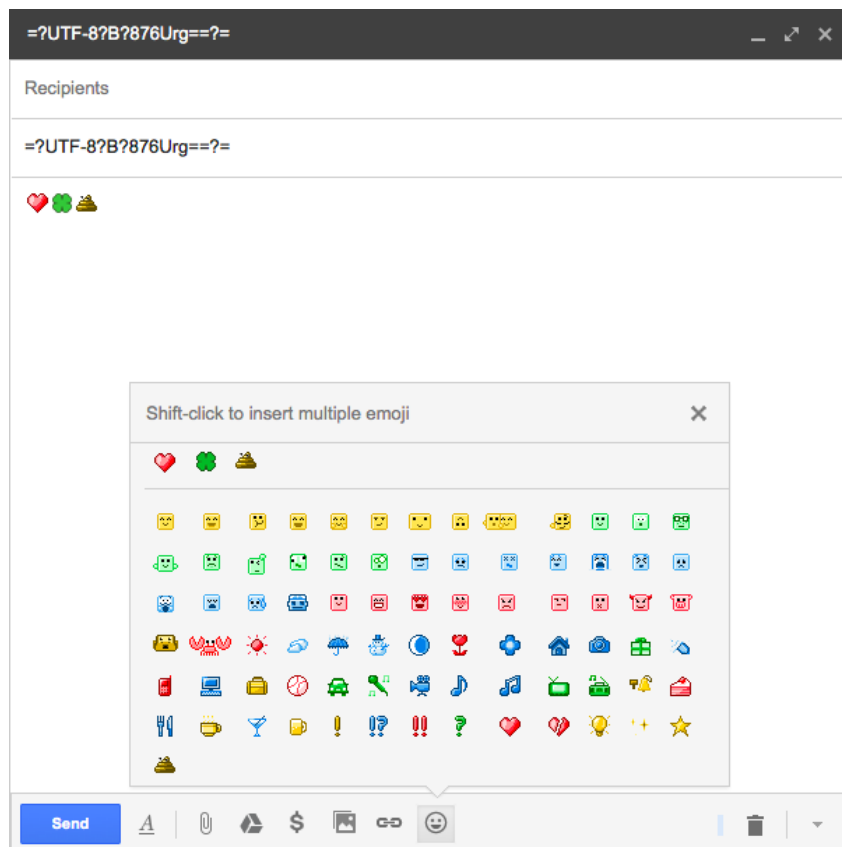 =?UTF-8?B?876Urg==?=
Recipients
=?UTF-8?B?876Urg==?=
Shift-click to insert multiple emoji
Send A $